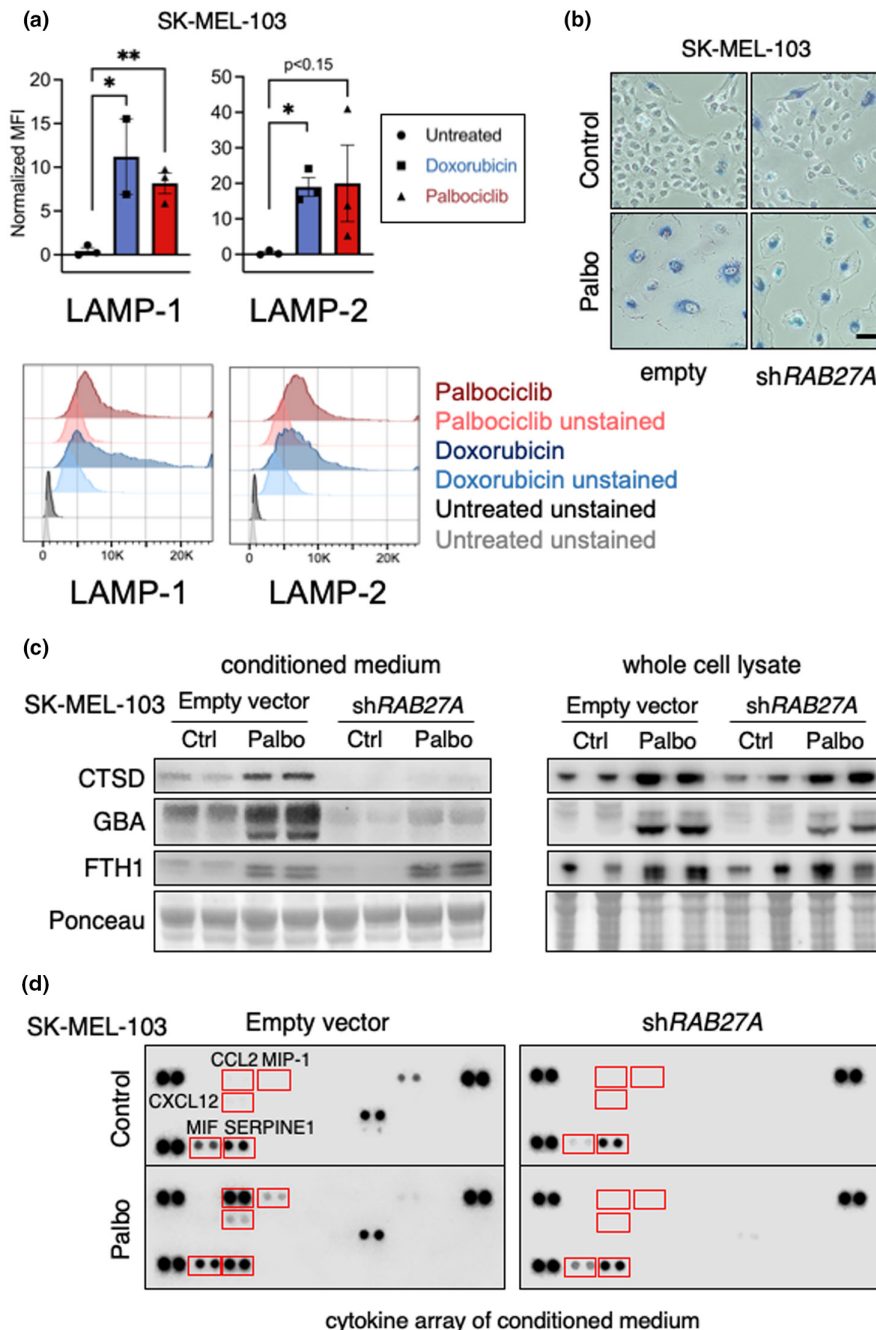 (a)
SK-MEL-103
** 
*
Normalized MFI
20
15
10
5
0
LAMP-1
p<0.15
*
50
40
30
20
10
0
LAMP-2
Untreated
Doxorubicin
Palbociclib
0 10K
LAMP-1
0 10K
LAMP-2
Palbociclib
Palbociclib unstained
Doxorubicin
Doxorubicin unstained
Untreated unstained
Untreated unstained
(b)
SK-MEL-103
Control
Palbo
empty shRAB27A
(c)
conditioned medium whole cell lysate
SK-MEL-103 Empty vector shRAB27A Empty vector shRAB27A
Ctrl Palbo Ctrl Palbo Ctrl Palbo Ctrl Palbo
CTSD
GBA
FTH1
Ponceau
(d)
SK-MEL-103 Empty vector shRAB27A
Control
CCL2 MIP-1
CXCL12
MIF SERPINE1
Palbo
cytokine array of conditioned medium